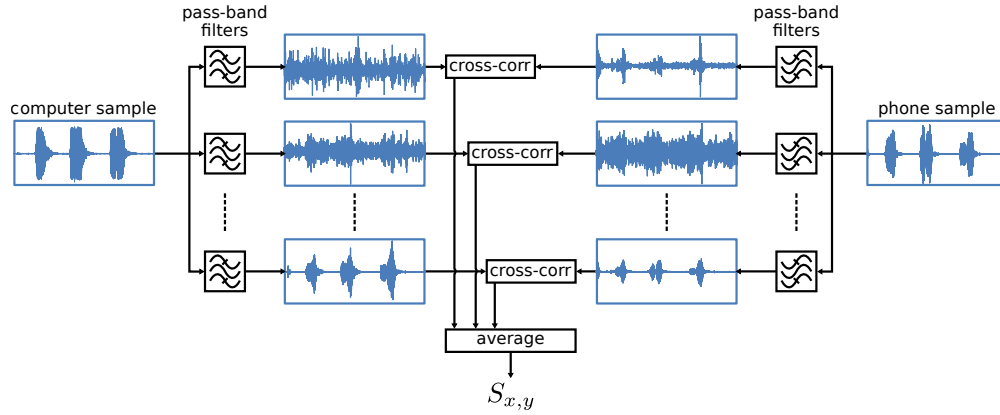 pass-band
filters
pass-band
filters
cross-corr
computer sample
phone sample
cross-corr
cross-corr
average
S_{x,y}